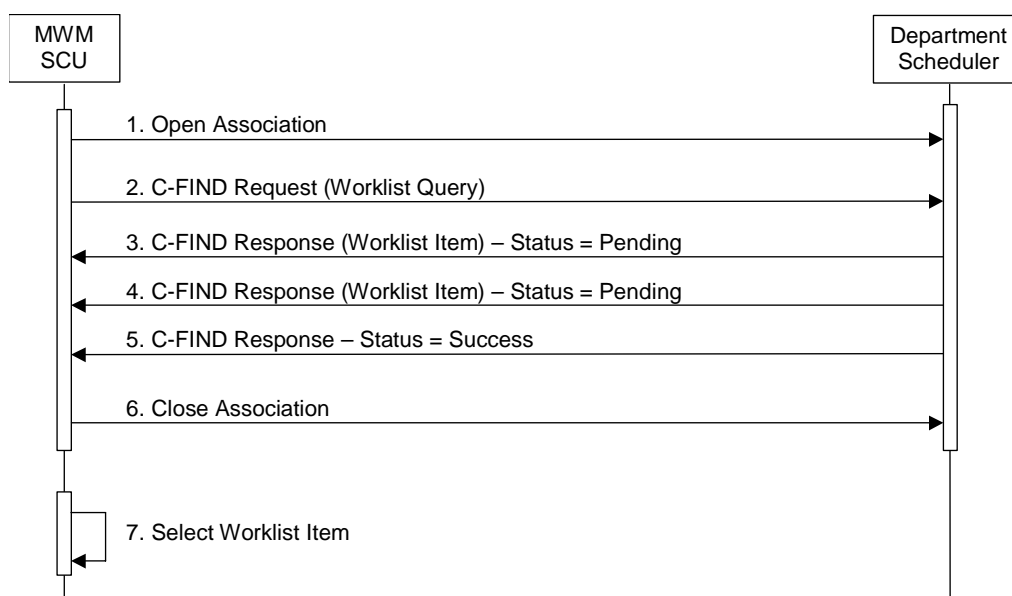 MWM
SCU
Department
Scheduler
1. Open Association
2. C-FIND Request (Worklist Query)
3. C-FIND Response (Worklist Item) – Status = Pending
4. C-FIND Response (Worklist Item) – Status = Pending
5. C-FIND Response – Status = Success
6. Close Association
7. Select Worklist Item